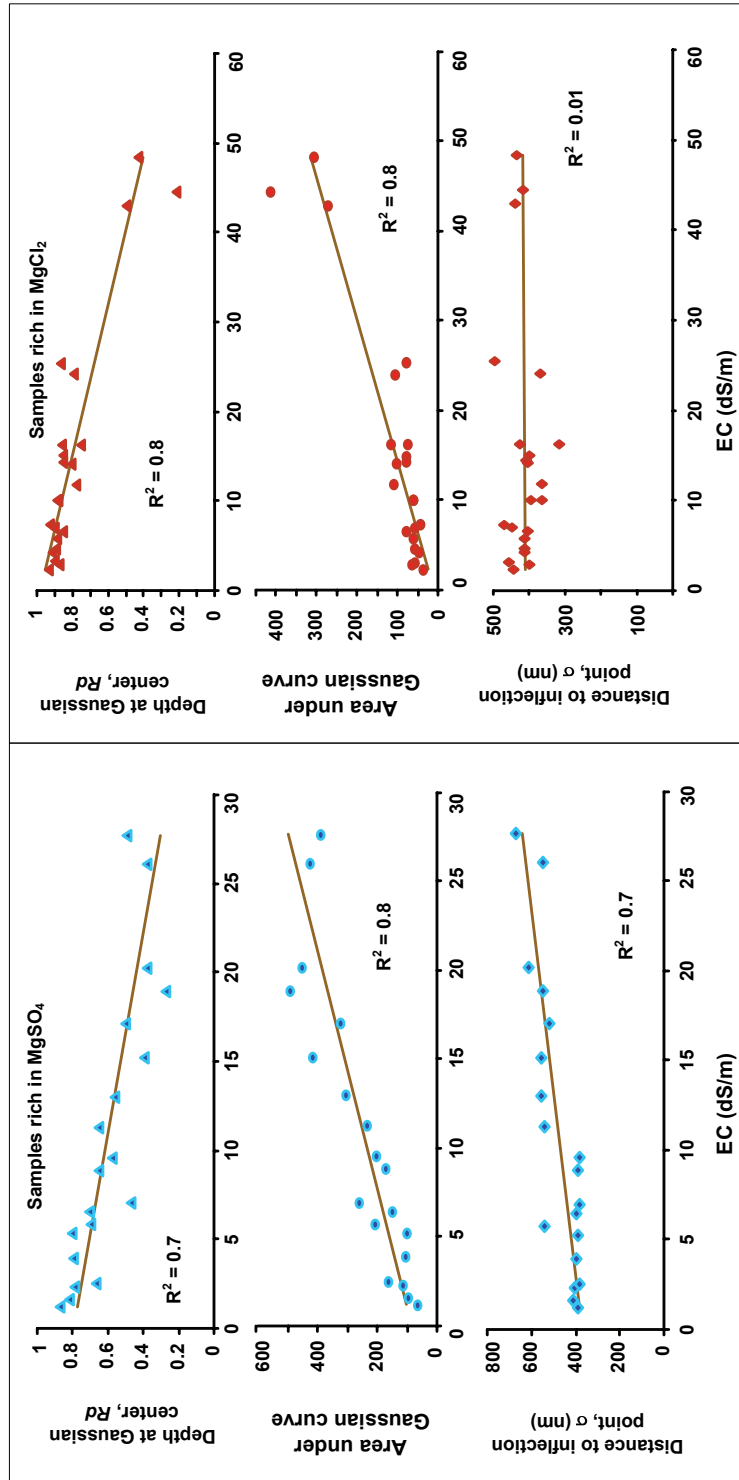 Samples rich in MgSO₄
Depth at Gaussian
center, Rd
1
0.8
0.6
0.4
0.2
0
R² = 0.7
0 5 10 15 20 25 30
Area under
Gaussian curve
600
400
200
0
R² = 0.8
0 5 10 15 20 25 30
Distance to inflection
point, σ (nm)
800
600
400
200
0
R² = 0.7
0 5 10 15 20 25 30
EC (dS/m)
Samples rich in MgCl₂
Depth at Gaussian
center, Rd
1
0.8
0.6
0.4
0.2
0
R² = 0.8
0 10 20 30 40 50 60
Area under
Gaussian curve
400
300
200
100
0
R² = 0.8
0 10 20 30 40 50 60
Distance to inflection
point, σ (nm)
500
300
100
R² = 0.01
0 10 20 30 40 50 60
EC (dS/m)